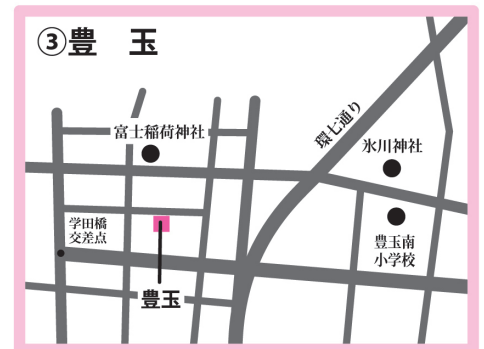 ③豊　玉
環七通り
富士稲荷神社
氷川神社
学田橋
交差点
豊玉南
小学校
豊玉